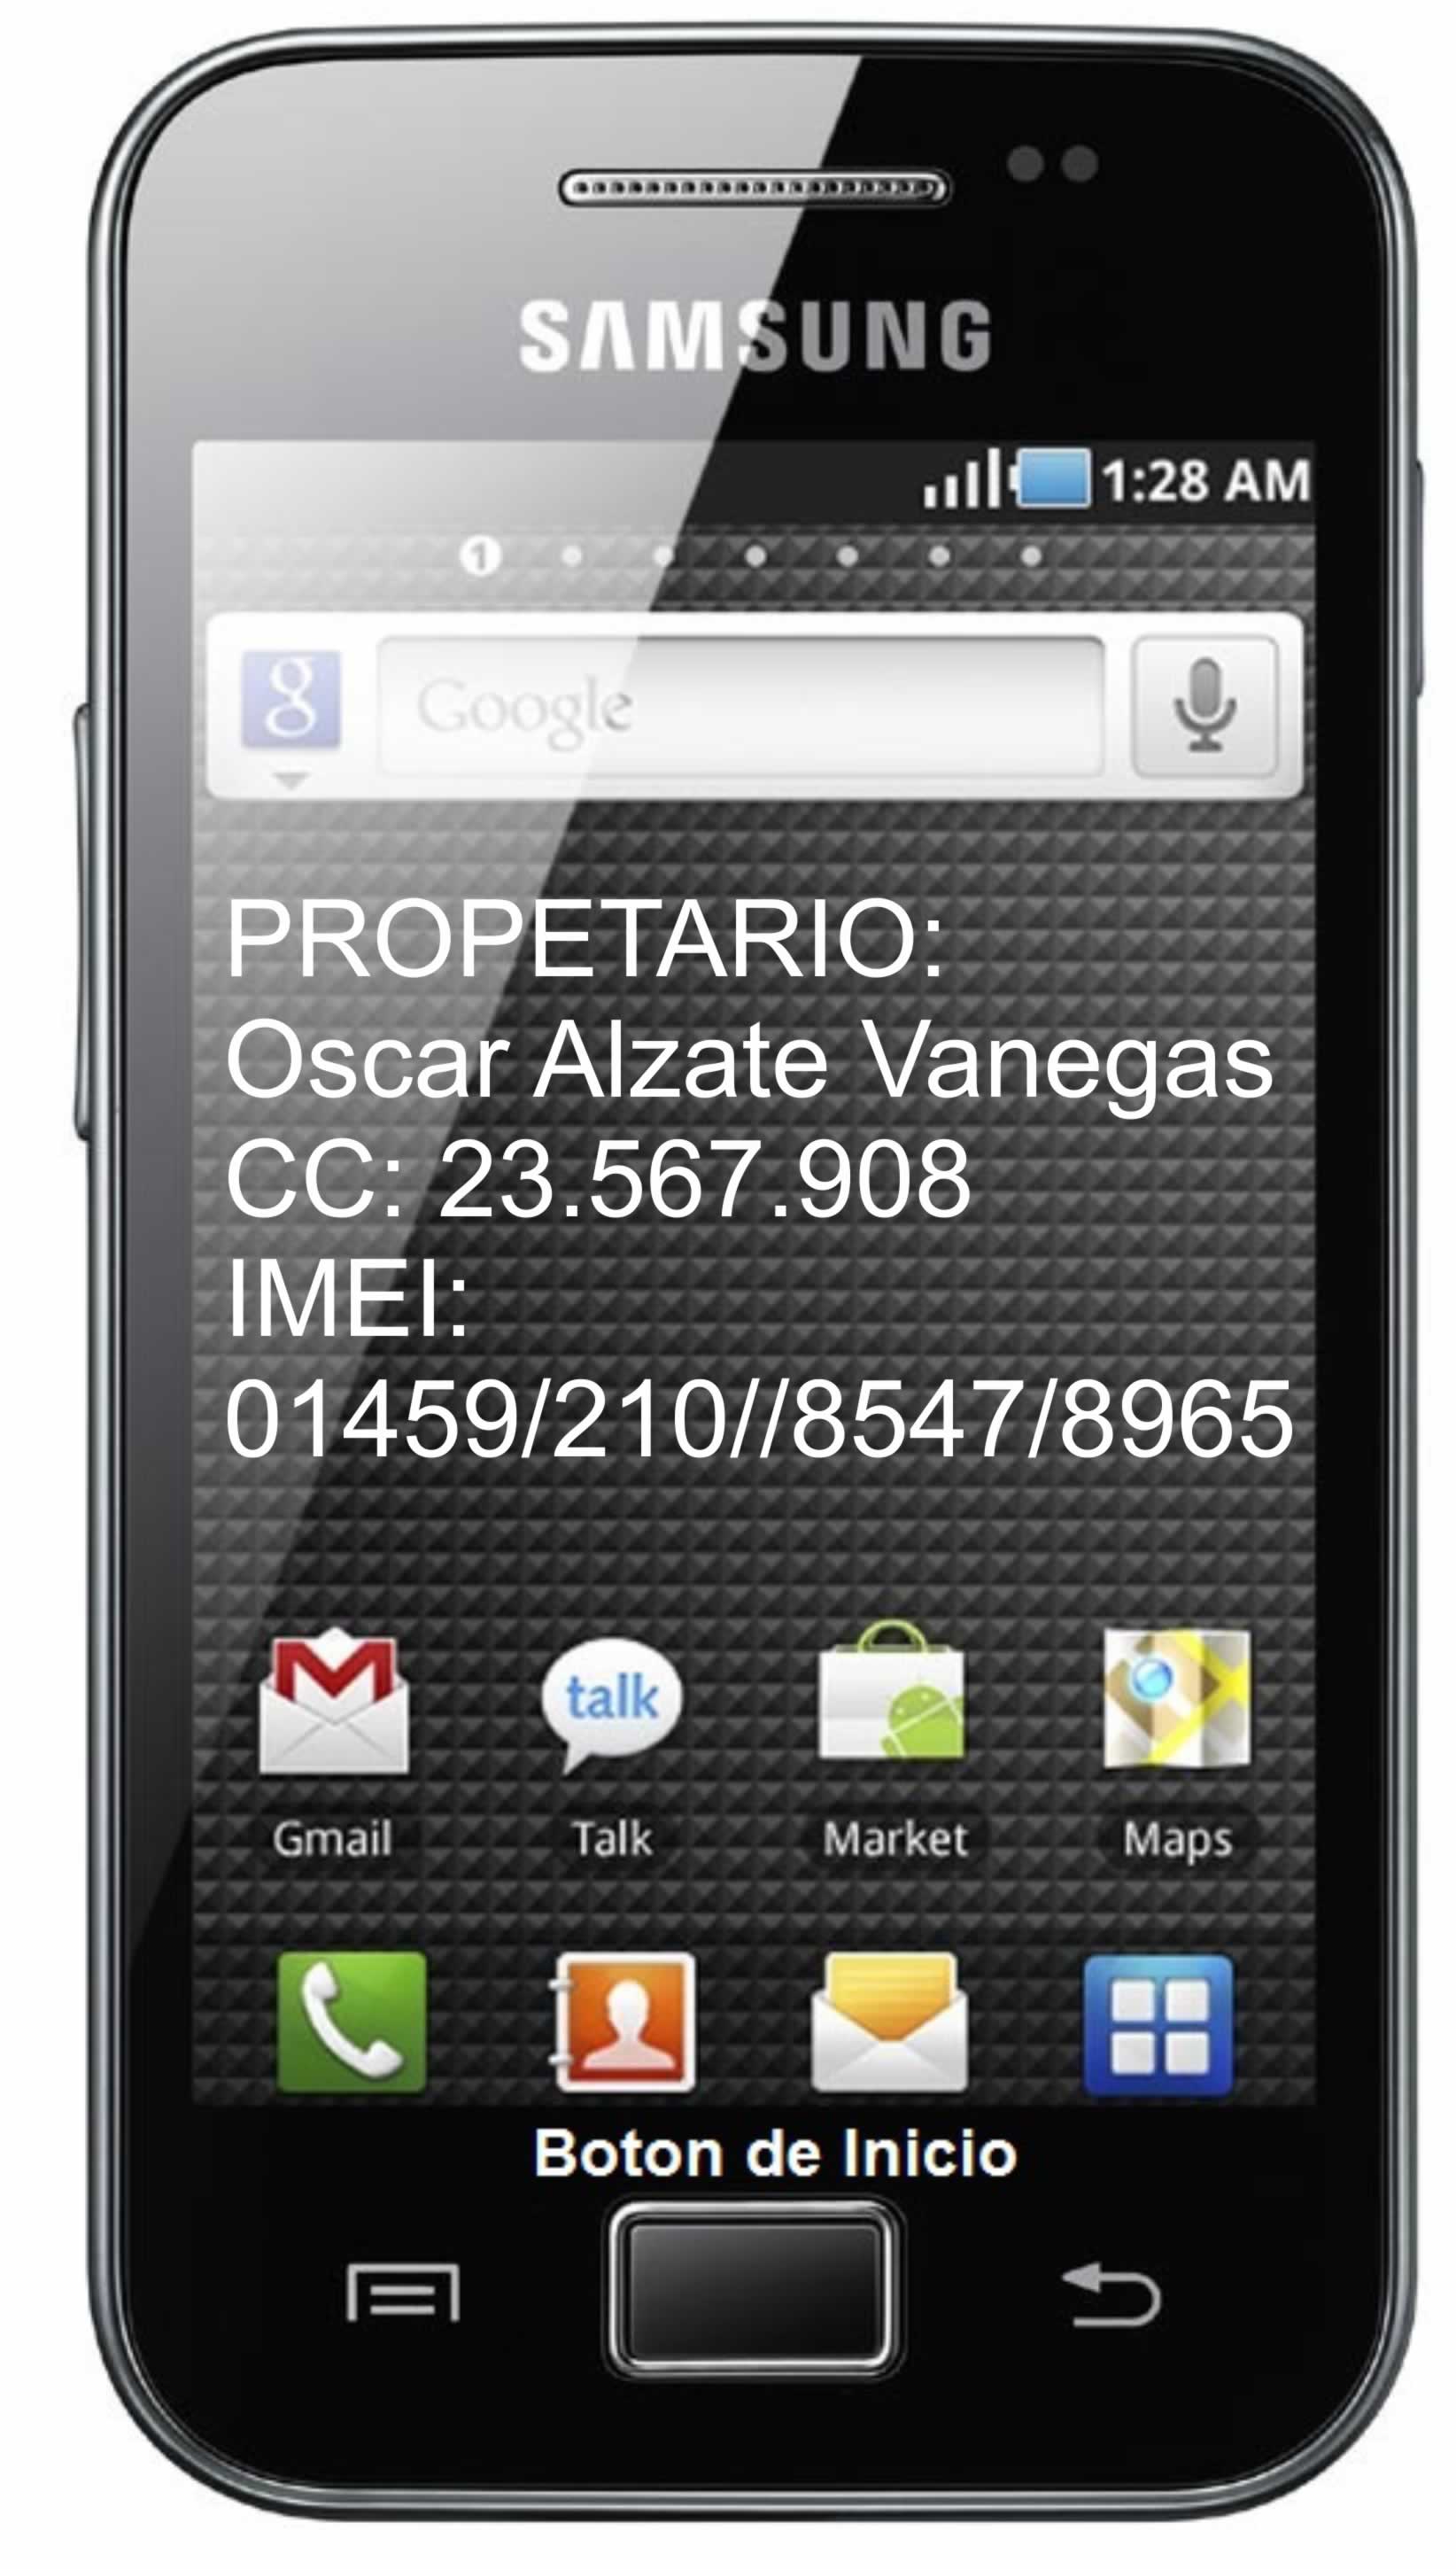 SAMSUNG
1:28 AM
1
g
Google
PROPETARIO:
Oscar Alzate Vanegas
CC: 23.567.908
IMEI:
01459/210//8547/8965
talk
Gmail Talk Market Maps
Boton de Inicio